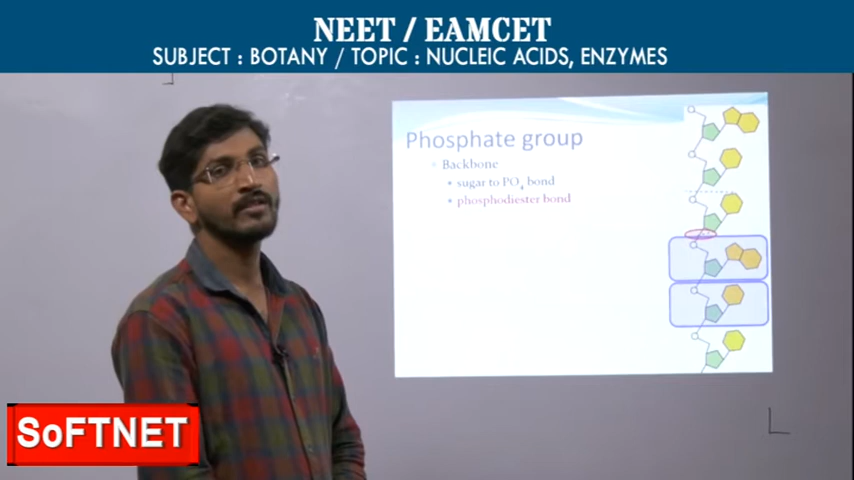 NEET / EAMCET
SUBJECT : BOTANY / TOPIC : NUCLEIC ACIDS, ENZYMES
Phosphate group
Backbone
sugar to PO4 bond
phosphodiester bond
SoFTNET